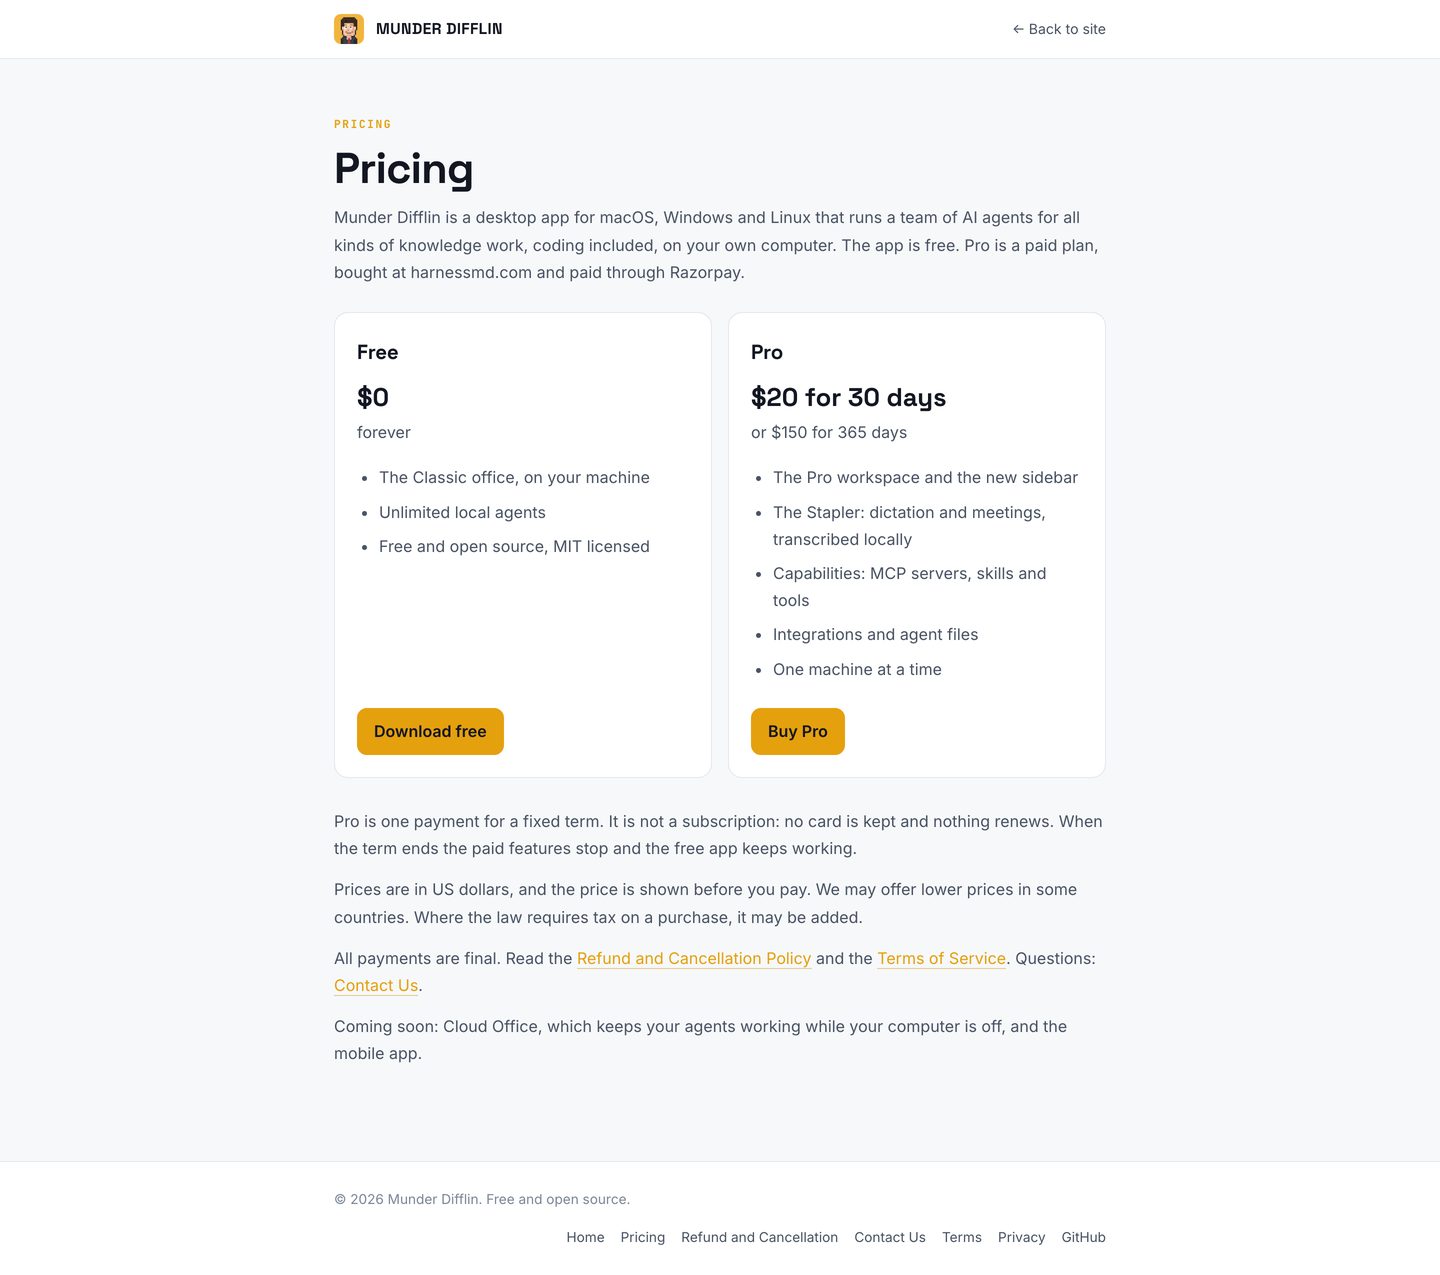 MUNDER DIFFLIN
← Back to site
PRICING
Pricing
Munder Difflin is a desktop app for macOS, Windows and Linux that runs a team of AI agents for all
kinds of knowledge work, coding included, on your own computer. The app is free. Pro is a paid plan,
bought at harnessmd.com and paid through Razorpay.
Free
$0
forever
• The Classic office, on your machine
• Unlimited local agents
• Free and open source, MIT licensed
Download free
Pro
$20 for 30 days
or $150 for 365 days
• The Pro workspace and the new sidebar
• The Stapler: dictation and meetings,
transcribed locally
• Capabilities: MCP servers, skills and
tools
• Integrations and agent files
• One machine at a time
Buy Pro
Pro is one payment for a fixed term. It is not a subscription: no card is kept and nothing renews. When
the term ends the paid features stop and the free app keeps working.
Prices are in US dollars, and the price is shown before you pay. We may offer lower prices in some
countries. Where the law requires tax on a purchase, it may be added.
All payments are final. Read the Refund and Cancellation Policy and the Terms of Service. Questions:
Contact Us.
Coming soon: Cloud Office, which keeps your agents working while your computer is off, and the
mobile app.
© 2026 Munder Difflin. Free and open source.
Home Pricing Refund and Cancellation Contact Us Terms Privacy GitHub